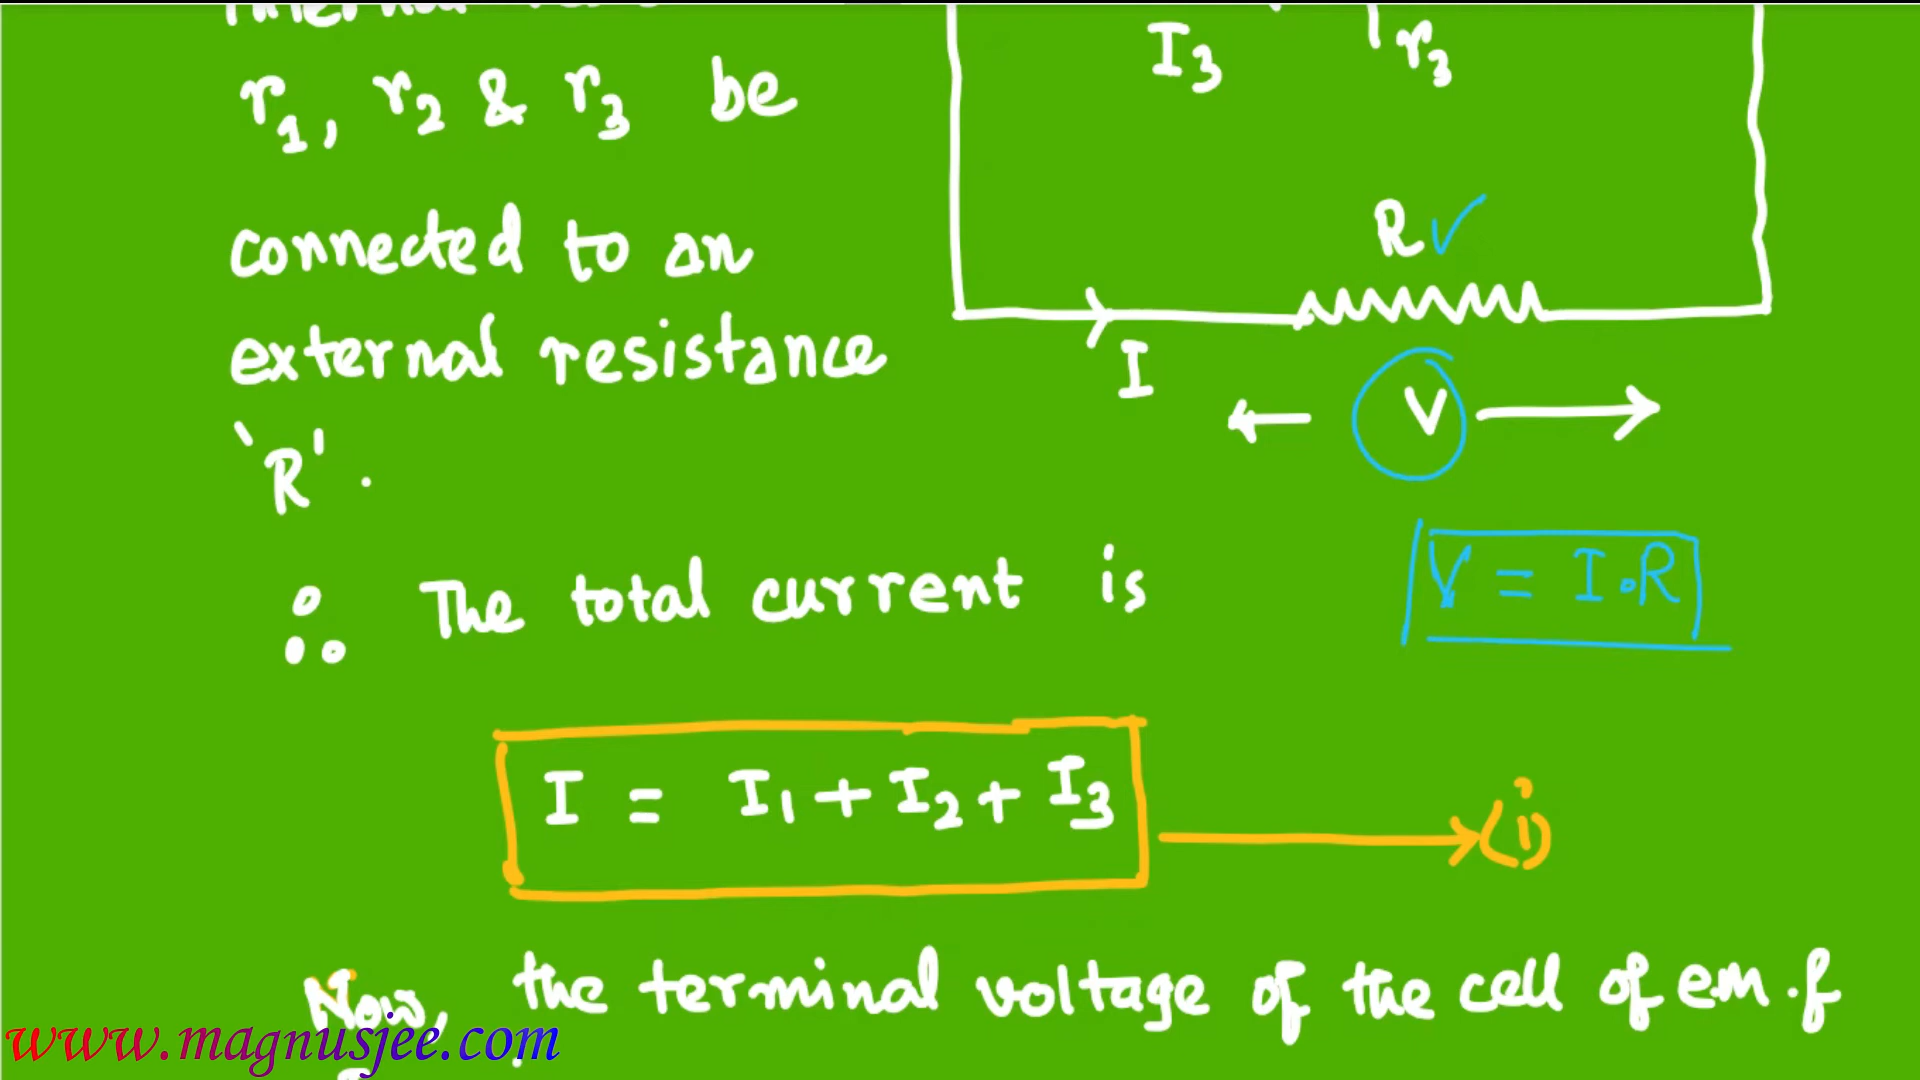 r1, r2 & r3 be
connected to an
external resistance
'R'.
I3 r3
R✓
I
V
V = I.R
∴ The total current is
I = I1 + I2 + I3 → (i)
Now, the terminal voltage of the cell of e.m.f
www.magnusjee.com